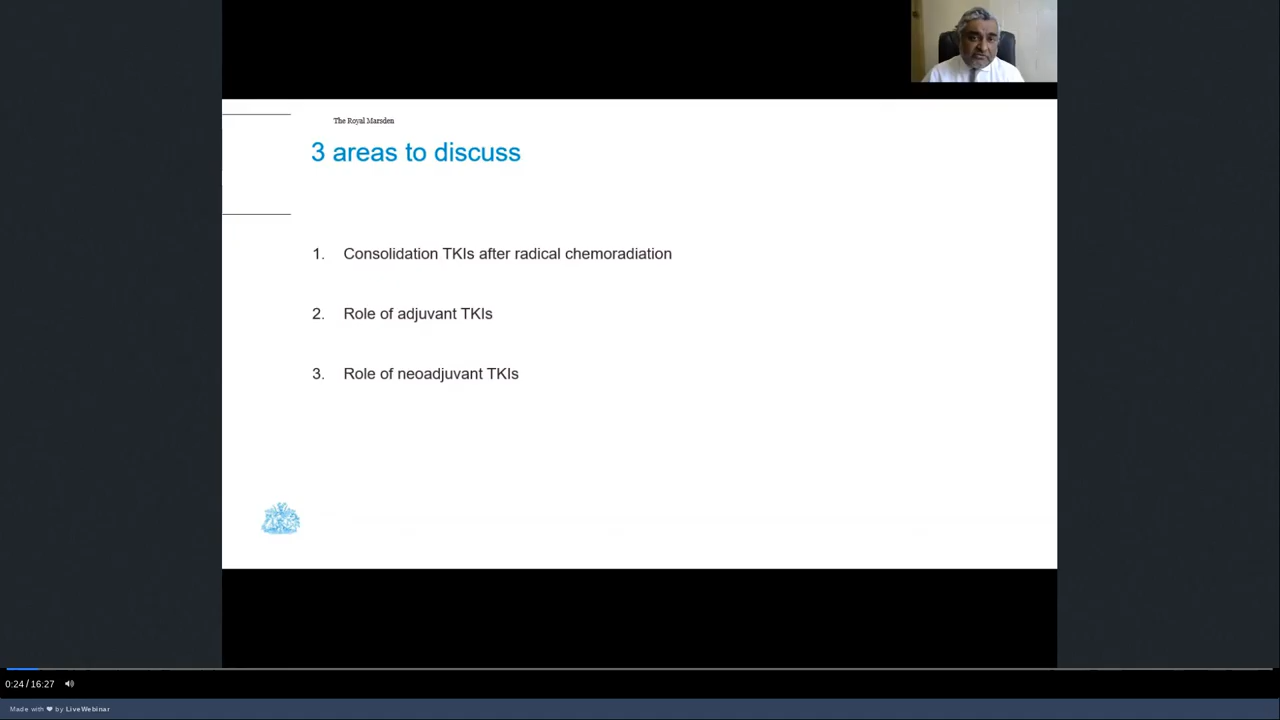 The Royal Marsden
3 areas to discuss
1. Consolidation TKIs after radical chemoradiation
2. Role of adjuvant TKIs
3. Role of neoadjuvant TKIs
0:24 / 16:27
Made with ❤ by LiveWebinar